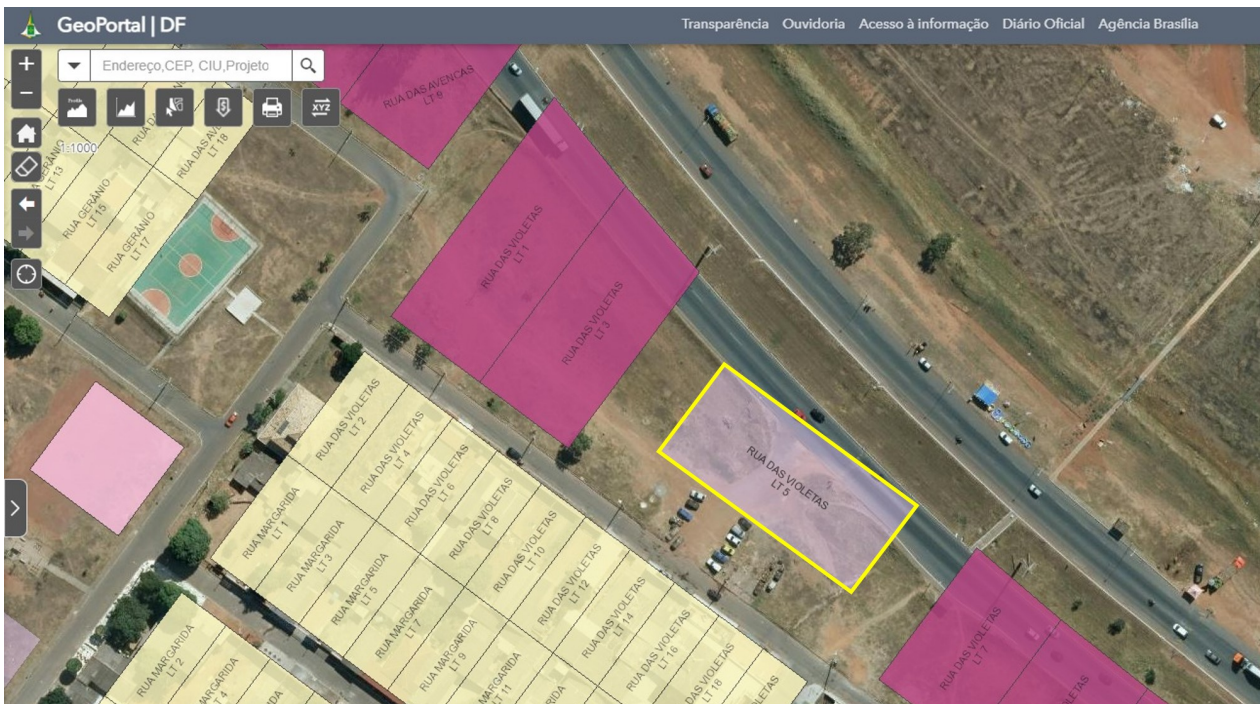 GeoPortal | DF
Transparência Ouvidoria Acesso à informação Diário Oficial Agência Brasília
+
Endereço,CEP, CIU,Projeto
−
XYZ
1:1000
RUA DAS AVENCAS
LT 9
LT 18
LT 13
RUA GERÂNIO
LT 15
RUA GERÂNIO
LT 17
RUA DAS VIOLETAS
LT 1
RUA DAS VIOLETAS
LT 3
RUA DAS VIOLETAS
LT 5
RUA DAS VIOLETAS
LT 7
RUA DAS VIOLETAS
LT 2
RUA DAS VIOLETAS
LT 4
RUA DAS VIOLETAS
LT 6
RUA DAS VIOLETAS
LT 8
RUA DAS VIOLETAS
LT 10
RUA DAS VIOLETAS
LT 12
RUA DAS VIOLETAS
LT 14
RUA DAS VIOLETAS
LT 16
DAS VIOLETAS
LT 18
RUA MARGARIDA
LT 1
RUA MARGARIDA
LT 3
RUA MARGARIDA
LT 5
RUA MARGARIDA
LT 7
RUA MARGARIDA
LT 9
MARGARIDA
LT 11
RUA MARGARIDA
LT 2
MARGARIDA
LT 4